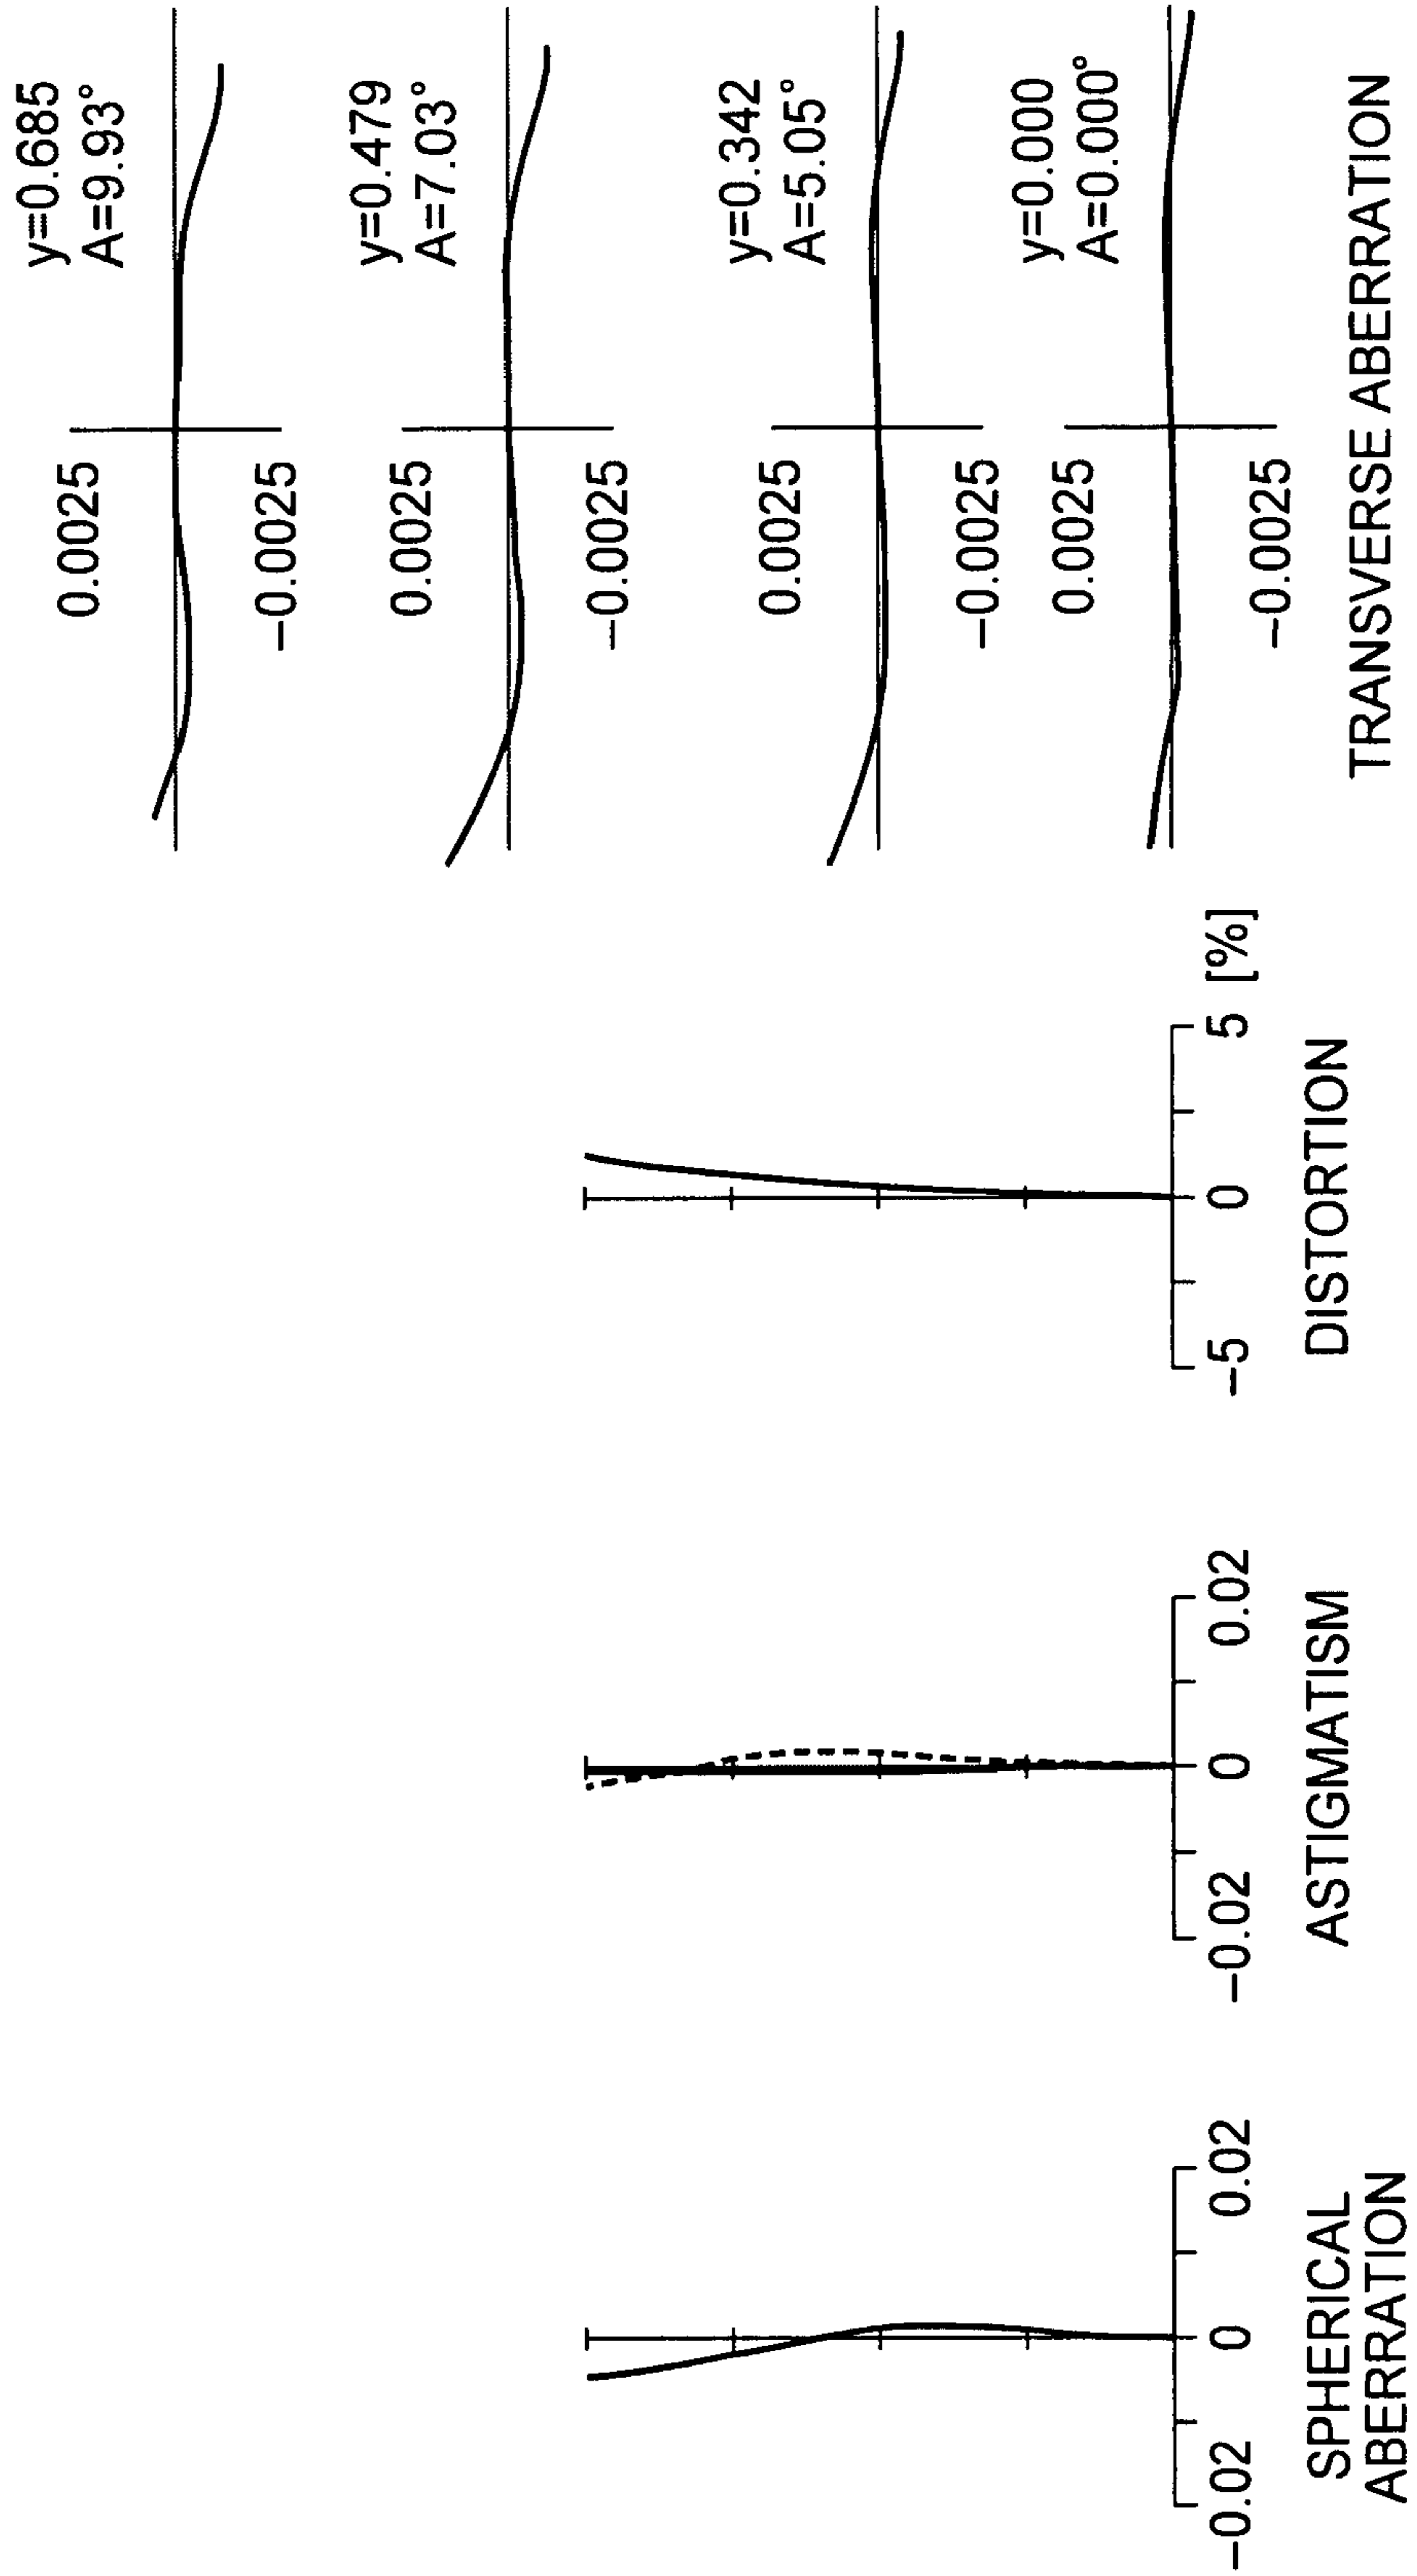 SPHERICAL
ABERRATION
−0.02
0
0.02
ASTIGMATISM
−0.02
0
0.02
DISTORTION
−5
0
5
[%]
TRANSVERSE ABERRATION
y=0.685
A=9.93°
0.0025
−0.0025
y=0.479
A=7.03°
0.0025
−0.0025
y=0.342
A=5.05°
0.0025
−0.0025
y=0.000
A=0.000°
0.0025
−0.0025